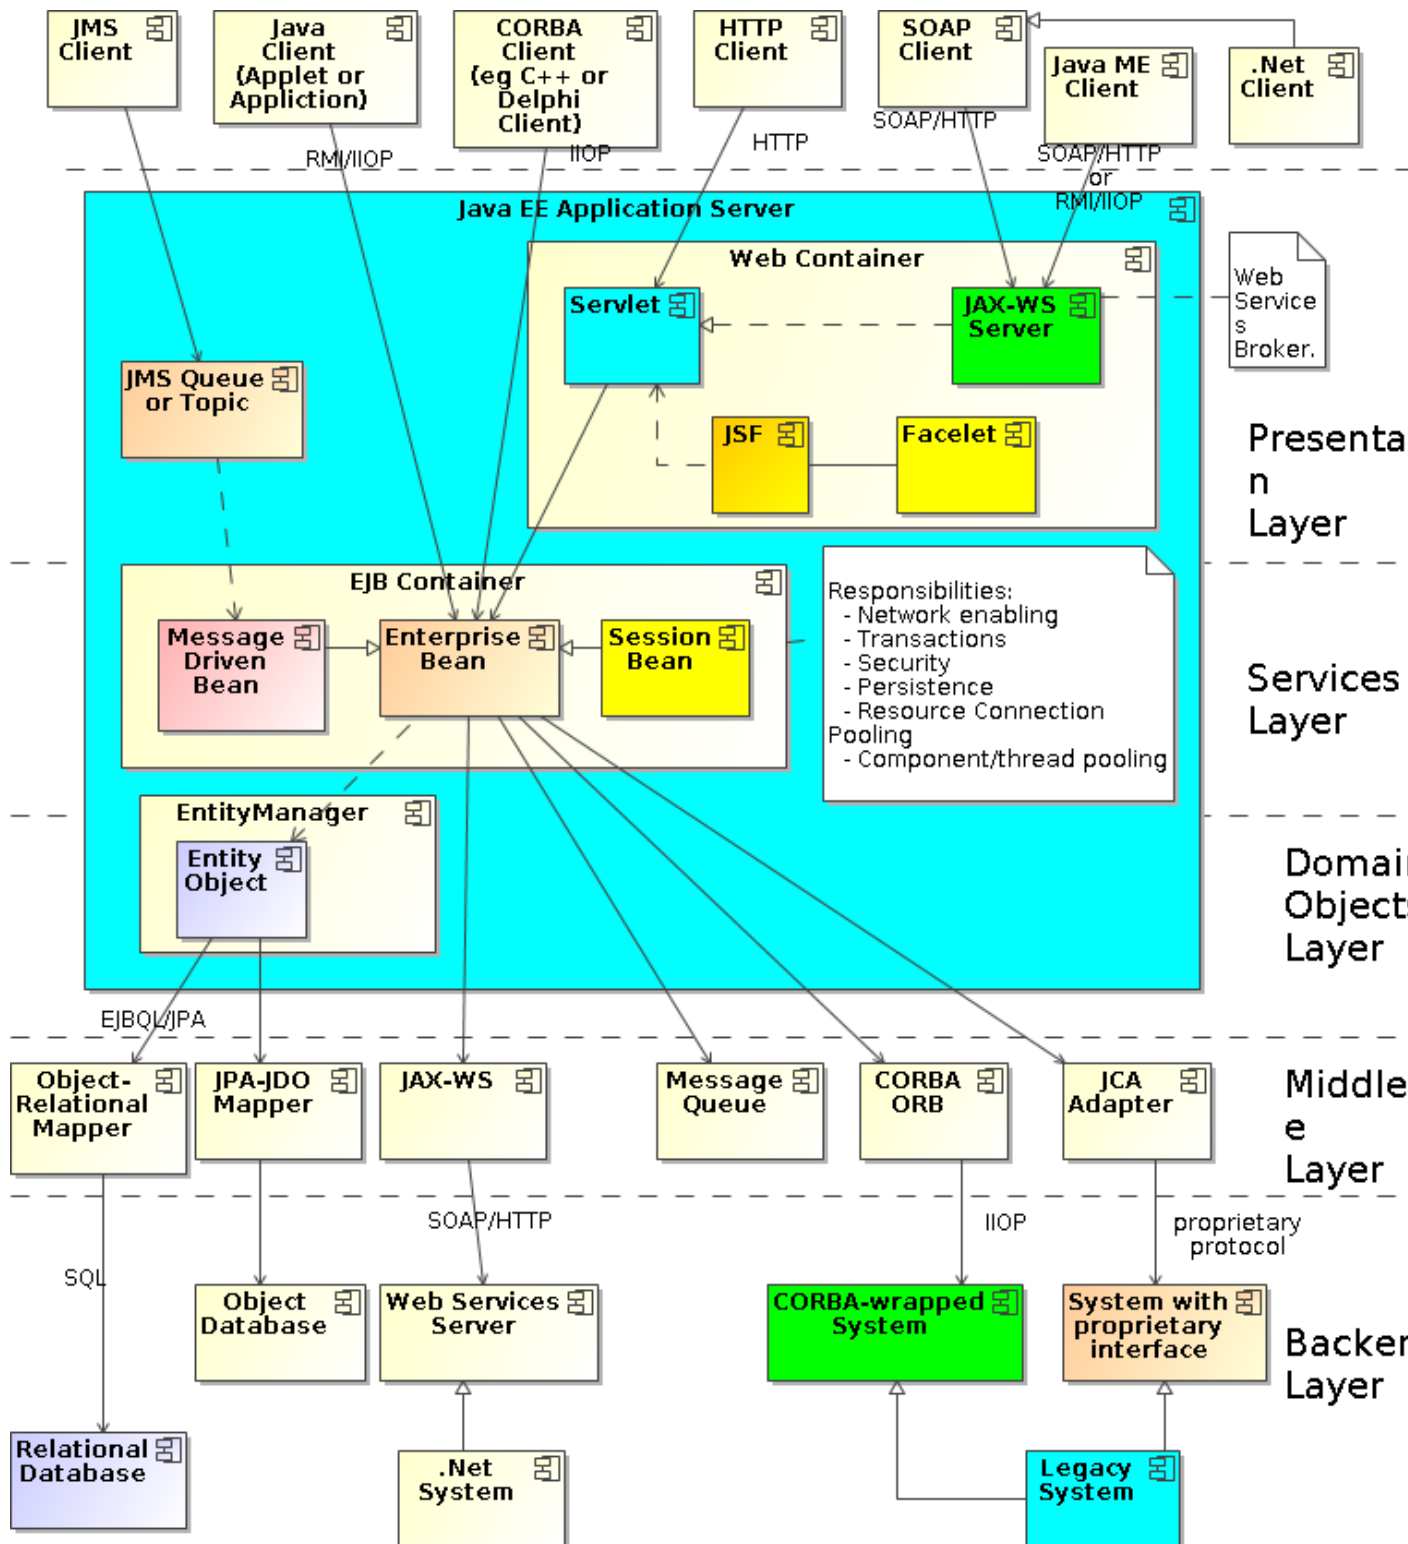 JMS
Client
Java
Client
(Applet or
Appliction)
CORBA
Client
(eg C++ or
Delphi
Client)
HTTP
Client
SOAP
Client
Java ME
Client
.Net
Client
RMI/IIOP
IIOP
HTTP
SOAP/HTTP
SOAP/HTTP
or
RMI/IIOP
Java EE Application Server
Web Container
Servlet
JAX-WS
Server
Web
Service
s
Broker.
JMS Queue
or Topic
JSF
Facelet
Presenta
n
Layer
EJB Container
Message
Driven
Bean
Enterprise
Bean
Session
Bean
Responsibilities:
- Network enabling
- Transactions
- Security
- Persistence
- Resource Connection
Pooling
- Component/thread pooling
Services
Layer
EntityManager
Entity
Object
Domain
Objects
Layer
EJBQL/JPA
Object-
Relational
Mapper
JPA-JDO
Mapper
JAX-WS
Message
Queue
CORBA
ORB
JCA
Adapter
Middle
e
Layer
SOAP/HTTP
IIOP
proprietary
protocol
SQL
Object
Database
Web Services
Server
CORBA-wrapped
System
System with
proprietary
interface
Backen
Layer
Relational
Database
.Net
System
Legacy
System